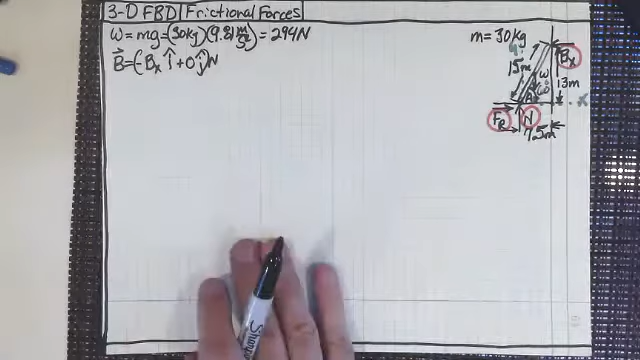 3-D FBD Frictional Forces
W = mg = (30kg)(9.81 m/s²) = 294N
B⃗ = (-Bx î + 0 ĵ)N
m = 30kg
y
Bx
15m
W
13m
x
A
FR N
7.5m
Sharpie